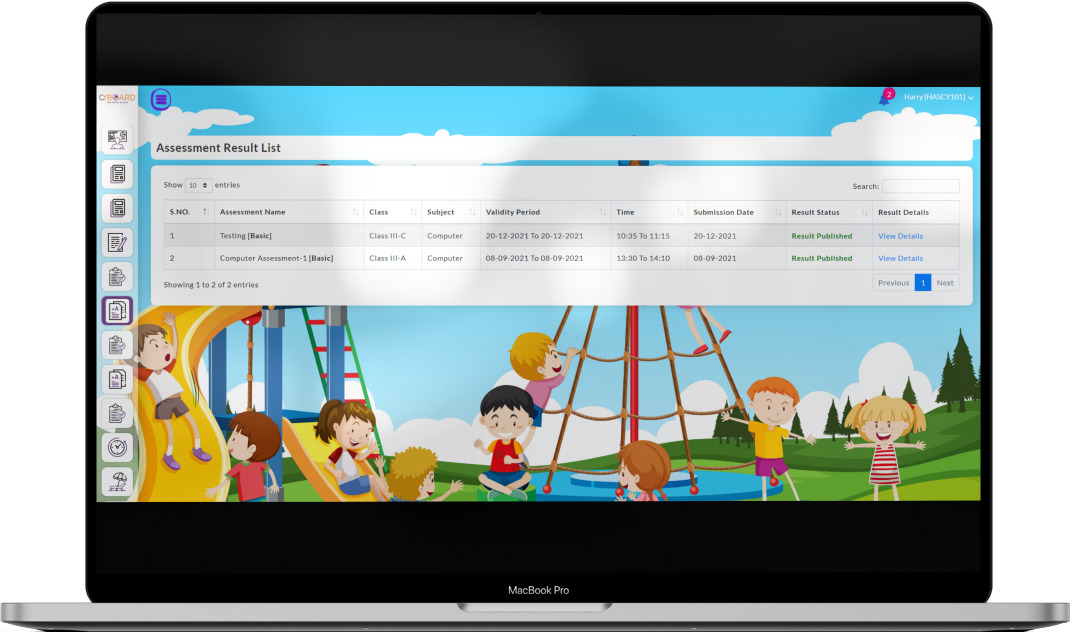 CYBOARD
2
Harry [HASCY101]
Assessment Result List
Show 10 entries
Search:
S.NO. Assessment Name Class Subject Validity Period Time Submission Date Result Status Result Details
1 Testing [Basic] Class III-C Computer 20-12-2021 To 20-12-2021 10:35 To 11:15 20-12-2021 Result Published View Details
2 Computer Assessment-1 [Basic] Class III-A Computer 08-09-2021 To 08-09-2021 13:30 To 14:10 08-09-2021 Result Published View Details
Showing 1 to 2 of 2 entries
Previous 1 Next
MacBook Pro